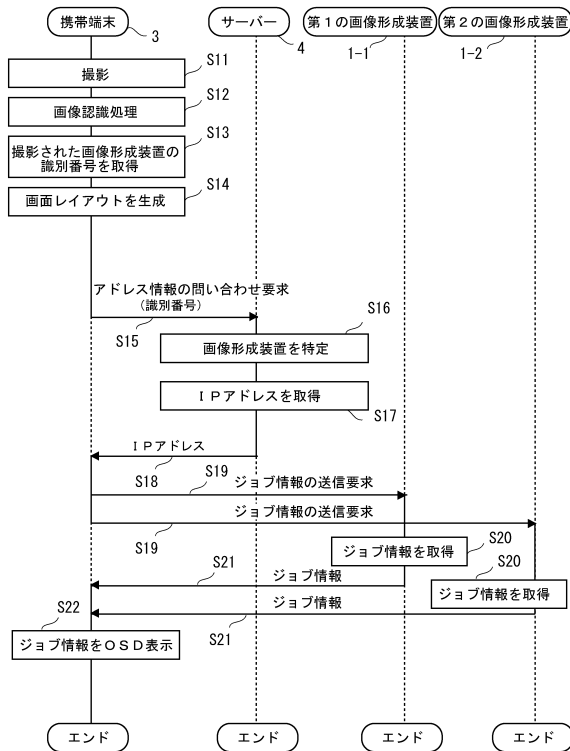 携帯端末
サーバー
第１の画像形成装置
第２の画像形成装置
3
4
1-1
1-2
S11
撮影
S12
画像認識処理
S13
撮影された画像形成装置の
識別番号を取得
S14
画面レイアウトを生成
アドレス情報の問い合わせ要求
(識別番号)
S15
S16
画像形成装置を特定
ＩＰアドレスを取得
S17
ＩＰアドレス
S18
S19
ジョブ情報の送信要求
ジョブ情報の送信要求
S19
S20
ジョブ情報を取得
S20
S21
ジョブ情報
ジョブ情報を取得
ジョブ情報
S22
S21
ジョブ情報をＯＳＤ表示
エンド
エンド
エンド
エンド